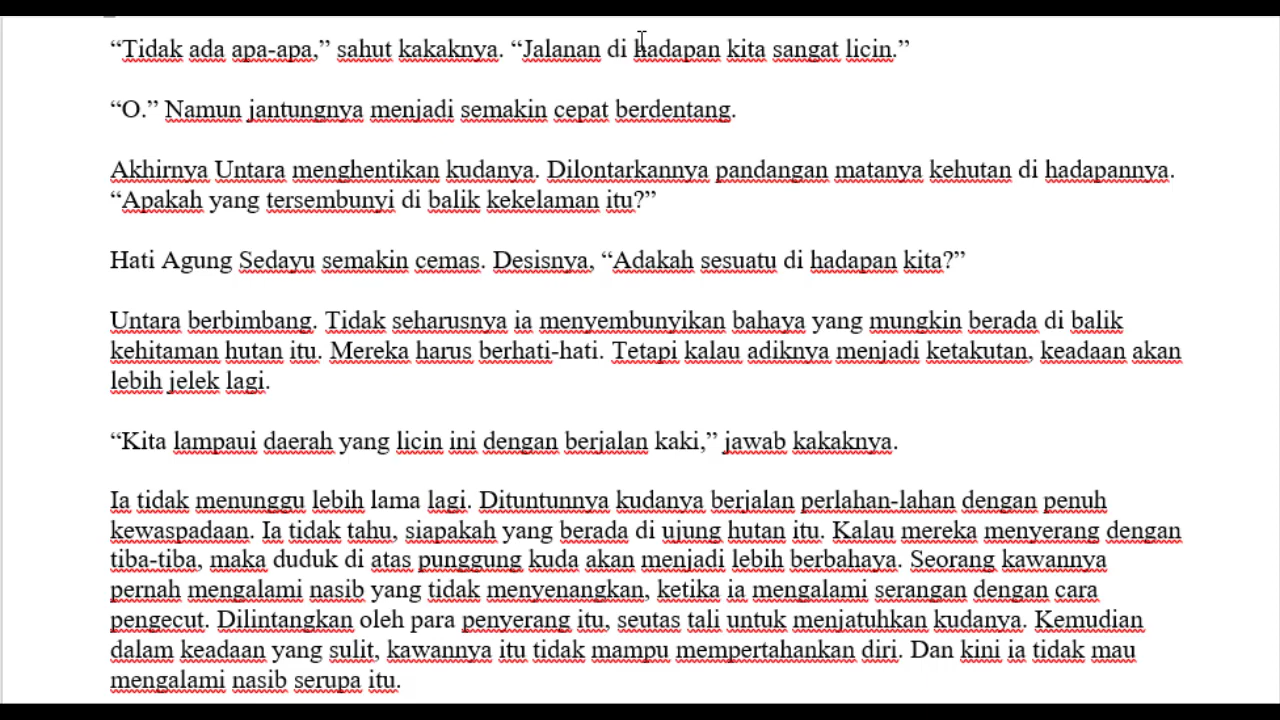 “Tidak ada apa-apa,” sahut kakaknya. “Jalanan di hadapan kita sangat licin.”
“O.” Namun jantungnya menjadi semakin cepat berdentang.
Akhirnya Untara menghentikan kudanya. Dilontarkannya pandangan matanya kehutan di hadapannya.
“Apakah yang tersembunyi di balik kekelaman itu?”
Hati Agung Sedayu semakin cemas. Desisnya, “Adakah sesuatu di hadapan kita?”
Untara berbimbang. Tidak seharusnya ia menyembunyikan bahaya yang mungkin berada di balik
kehitaman hutan itu. Mereka harus berhati-hati. Tetapi kalau adiknya menjadi ketakutan, keadaan akan
lebih jelek lagi.
“Kita lampaui daerah yang licin ini dengan berjalan kaki,” jawab kakaknya.
Ia tidak menunggu lebih lama lagi. Dituntunnya kudanya berjalan perlahan-lahan dengan penuh
kewaspadaan. Ia tidak tahu, siapakah yang berada di ujung hutan itu. Kalau mereka menyerang dengan
tiba-tiba, maka duduk di atas punggung kuda akan menjadi lebih berbahaya. Seorang kawannya
pernah mengalami nasib yang tidak menyenangkan, ketika ia mengalami serangan dengan cara
pengecut. Dilintangkan oleh para penyerang itu, seutas tali untuk menjatuhkan kudanya. Kemudian
dalam keadaan yang sulit, kawannya itu tidak mampu mempertahankan diri. Dan kini ia tidak mau
mengalami nasib serupa itu.